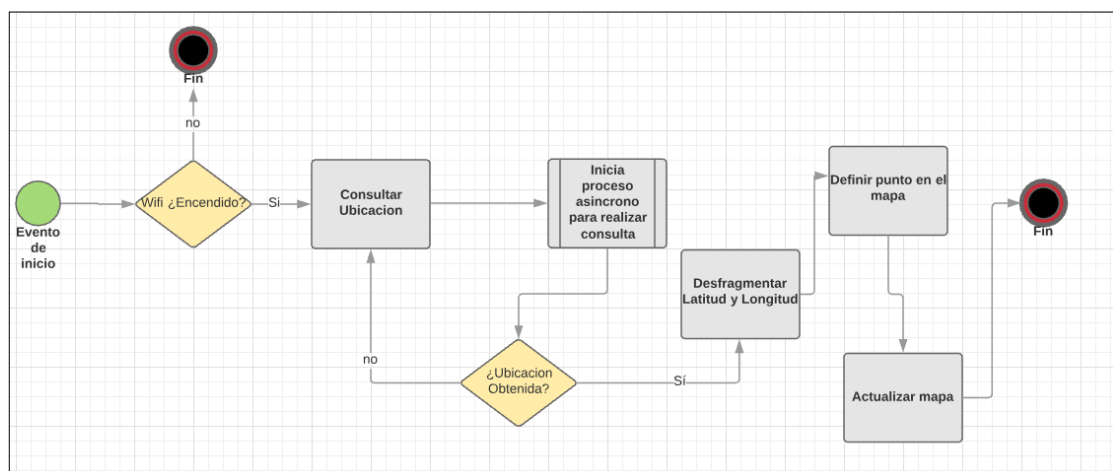 Fin
no
Wifi ¿Encendido?
Si
Evento
de
inicio
Consultar
Ubicacion
Inicia
proceso
asincrono
para realizar
consulta
Definir punto en el
mapa
Fin
Desfragmentar
Latitud y Longitud
no
¿Ubicacion
Obtenida?
Sí
Actualizar mapa